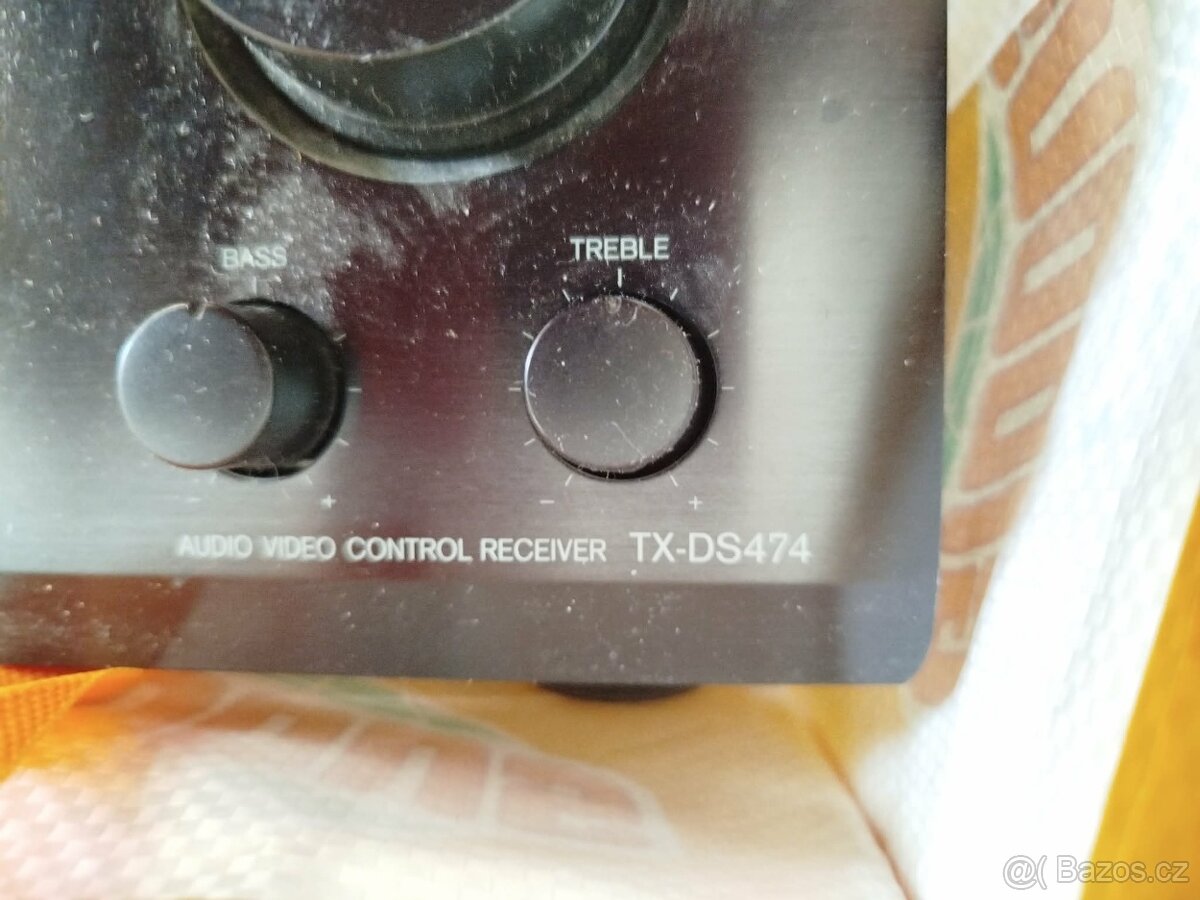 BASS
TREBLE
- +
- +
AUDIO VIDEO CONTROL RECEIVER TX-DS474
@( Bazos.cz